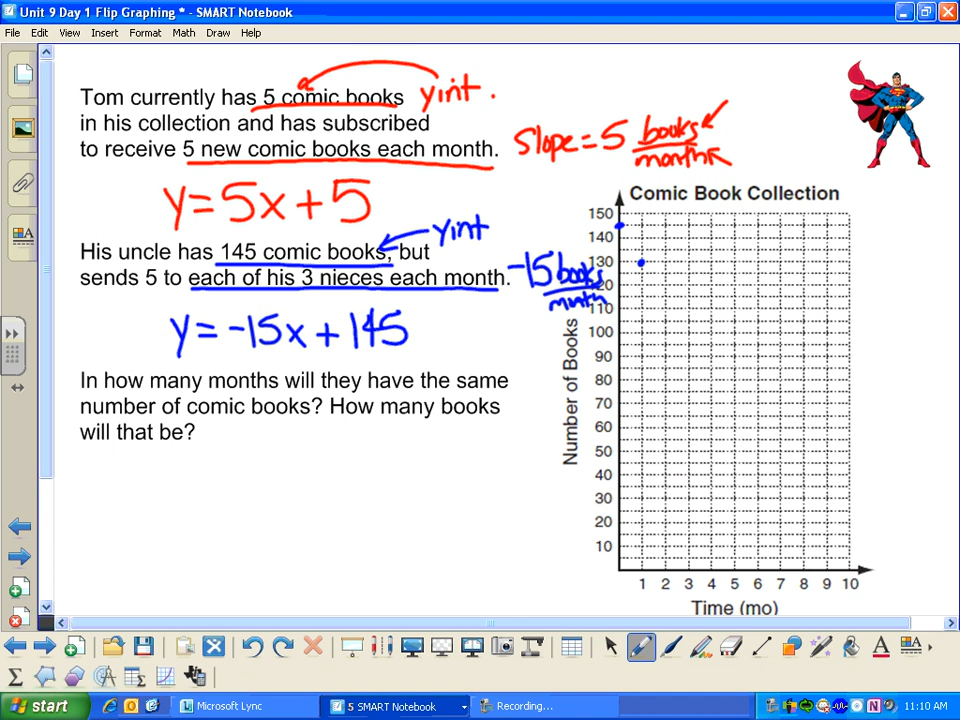 Unit 9 Day 1 Flip Graphing * - SMART Notebook
File Edit View Insert Format Math Draw Help
Tom currently has 5 comic books
yint.
in his collection and has subscribed
to receive 5 new comic books each month.
slope = 5 books/month
y = 5x + 5
yint
His uncle has 145 comic books, but
sends 5 to each of his 3 nieces each month.
-15 books/month
y = -15x + 145
In how many months will they have the same
number of comic books? How many books
will that be?
Comic Book Collection
150
140
130
120
110
100
90
80
70
60
50
40
30
20
10
Number of Books
1 2 3 4 5 6 7 8 9 10
Time (mo)
start
Microsoft Lync
5 SMART Notebook
Recording...
11:10 AM